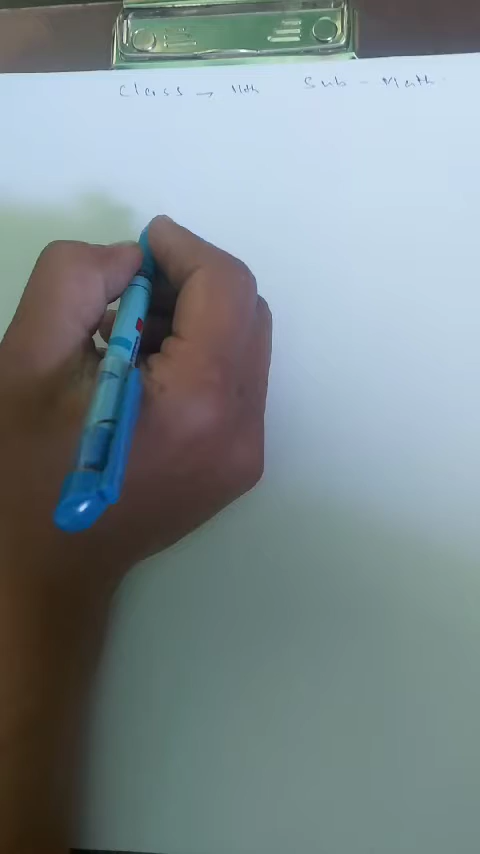 Class → 11th Sub - Math.